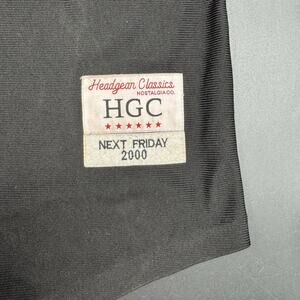 Headgear Classics
NOSTALGIA CO.
HGC
NEXT FRIDAY
2000